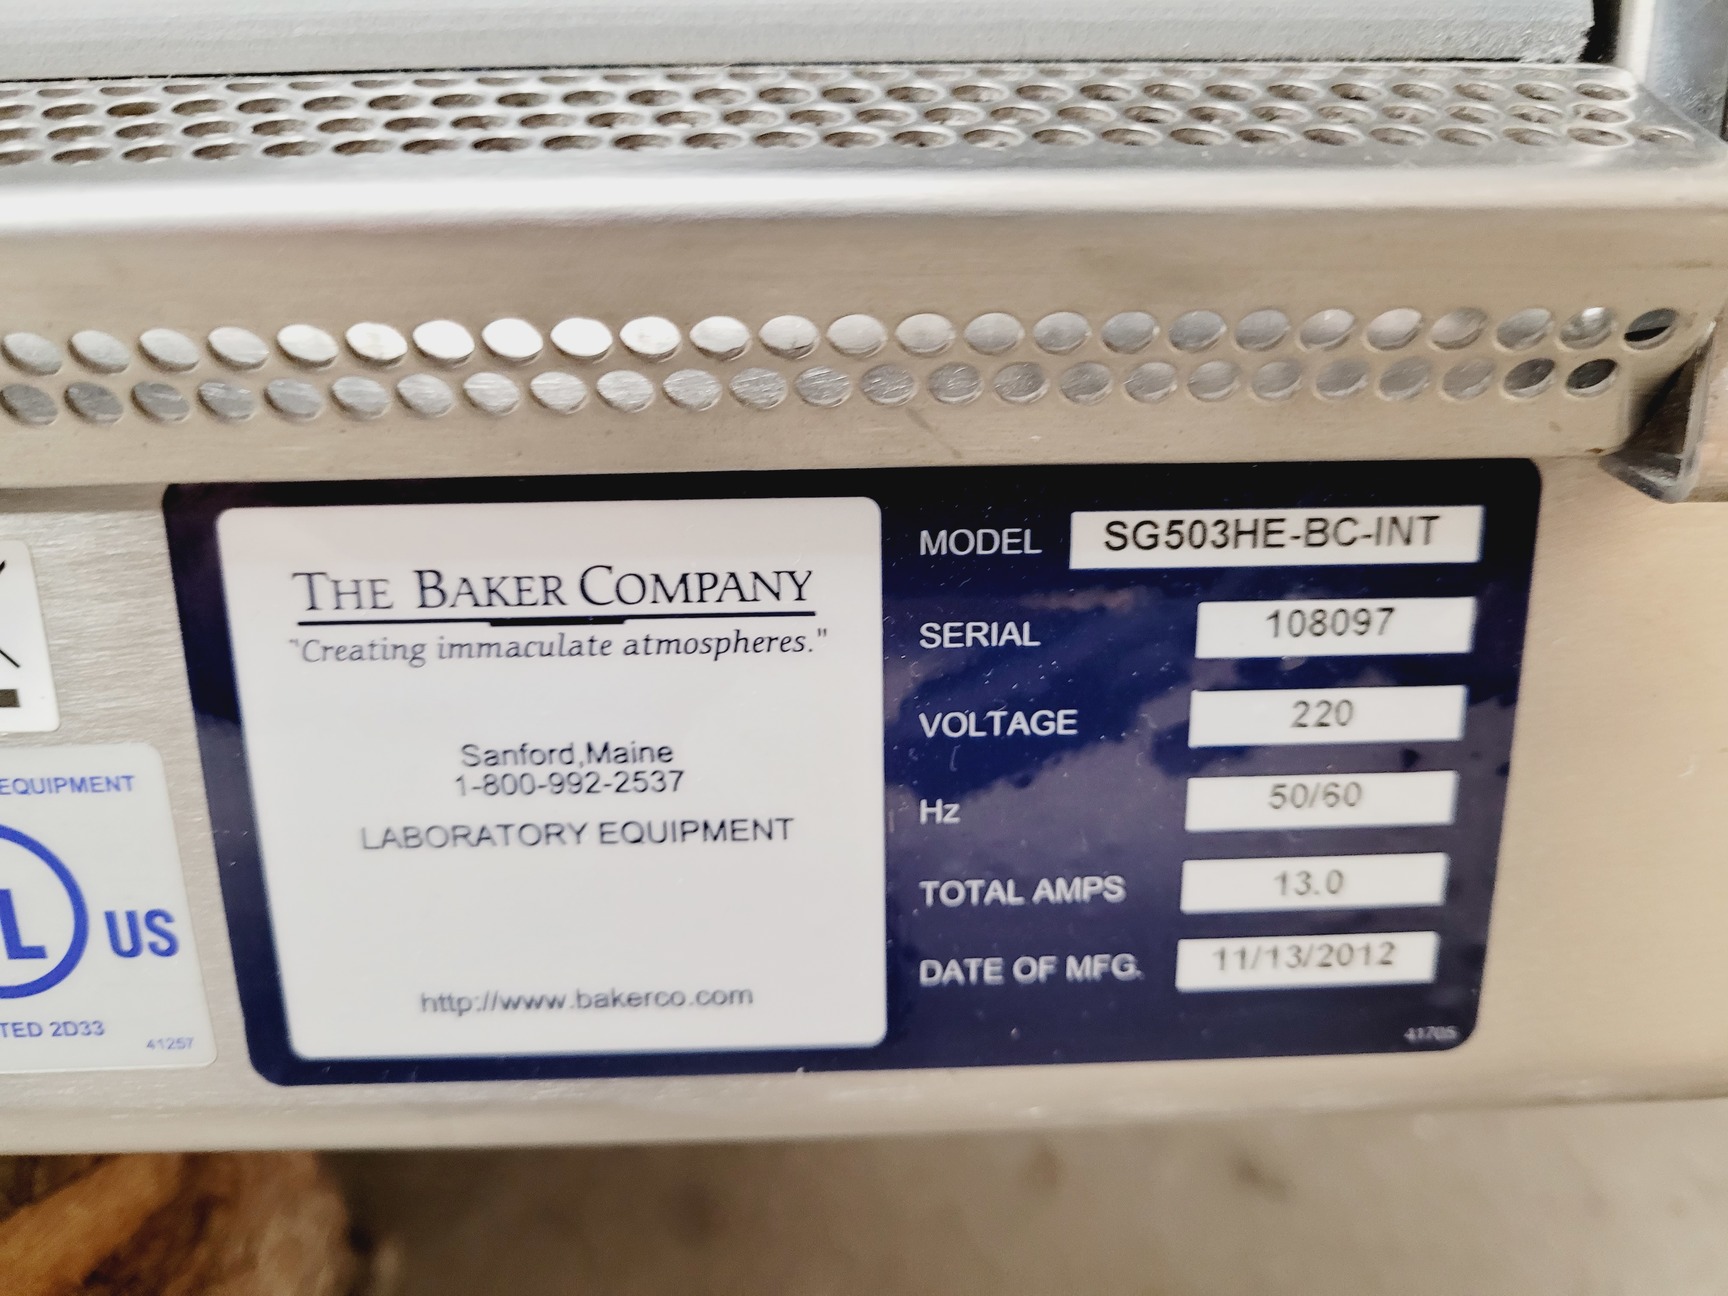 THE BAKER COMPANY
"Creating immaculate atmospheres."
Sanford,Maine
1-800-992-2537
LABORATORY EQUIPMENT
http://www.bakerco.com
MODEL SG503HE-BC-INT
SERIAL 108097
VOLTAGE 220
Hz 50/60
TOTAL AMPS 13.0
DATE OF MFG. 11/13/2012
41705
EQUIPMENT
L US
TED 2D33
41257